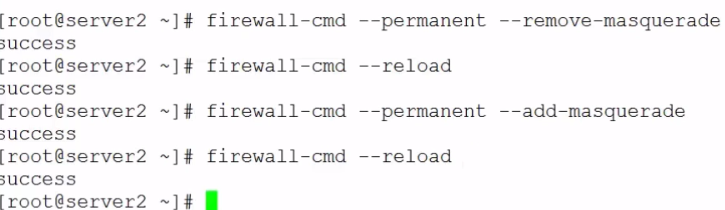 [root@server2 ~]# firewall-cmd --permanent --remove-masquerade
success
[root@server2 ~]# firewall-cmd --reload
success
[root@server2 ~]# firewall-cmd --permanent --add-masquerade
success
[root@server2 ~]# firewall-cmd --reload
success
[root@server2 ~]#